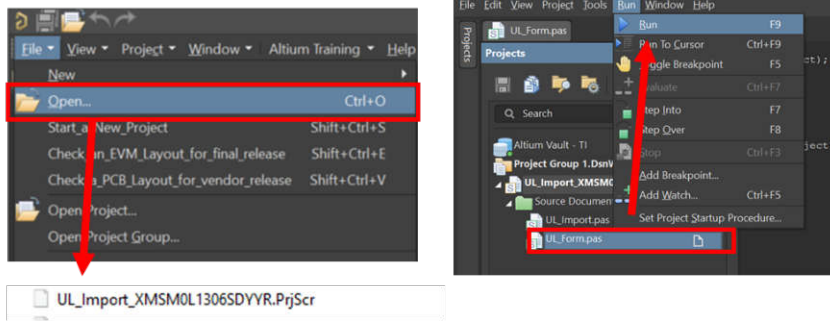 File View Project Window Altium Training Help
New
Open... Ctrl+O
Start_a_New_Project Shift+Ctrl+S
Check_an_EVM_Layout_for_final_release Shift+Ctrl+E
Check_a_PCB_Layout_for_vendor_release Shift+Ctrl+V
Open Project...
Open Project Group...
UL_Import_XMSM0L1306SDYYR.PrjScr
File Edit View Project Tools Run Window Help
UL_Form.pas
Projects
Projects
Search
Altium Vault - TI
Project Group 1.DsnW
UL_Import_XMSM0
Source Documen
UL_Import.pas
UL_Form.pas
Run F9
Run To Cursor Ctrl+F9
Toggle Breakpoint F5
Evaluate Ctrl+F7
Step Into F7
Step Over F8
Stop Ctrl+F3
Add Breakpoint...
Add Watch... Ctrl+F5
Set Project Startup Procedure...
ct);
ject